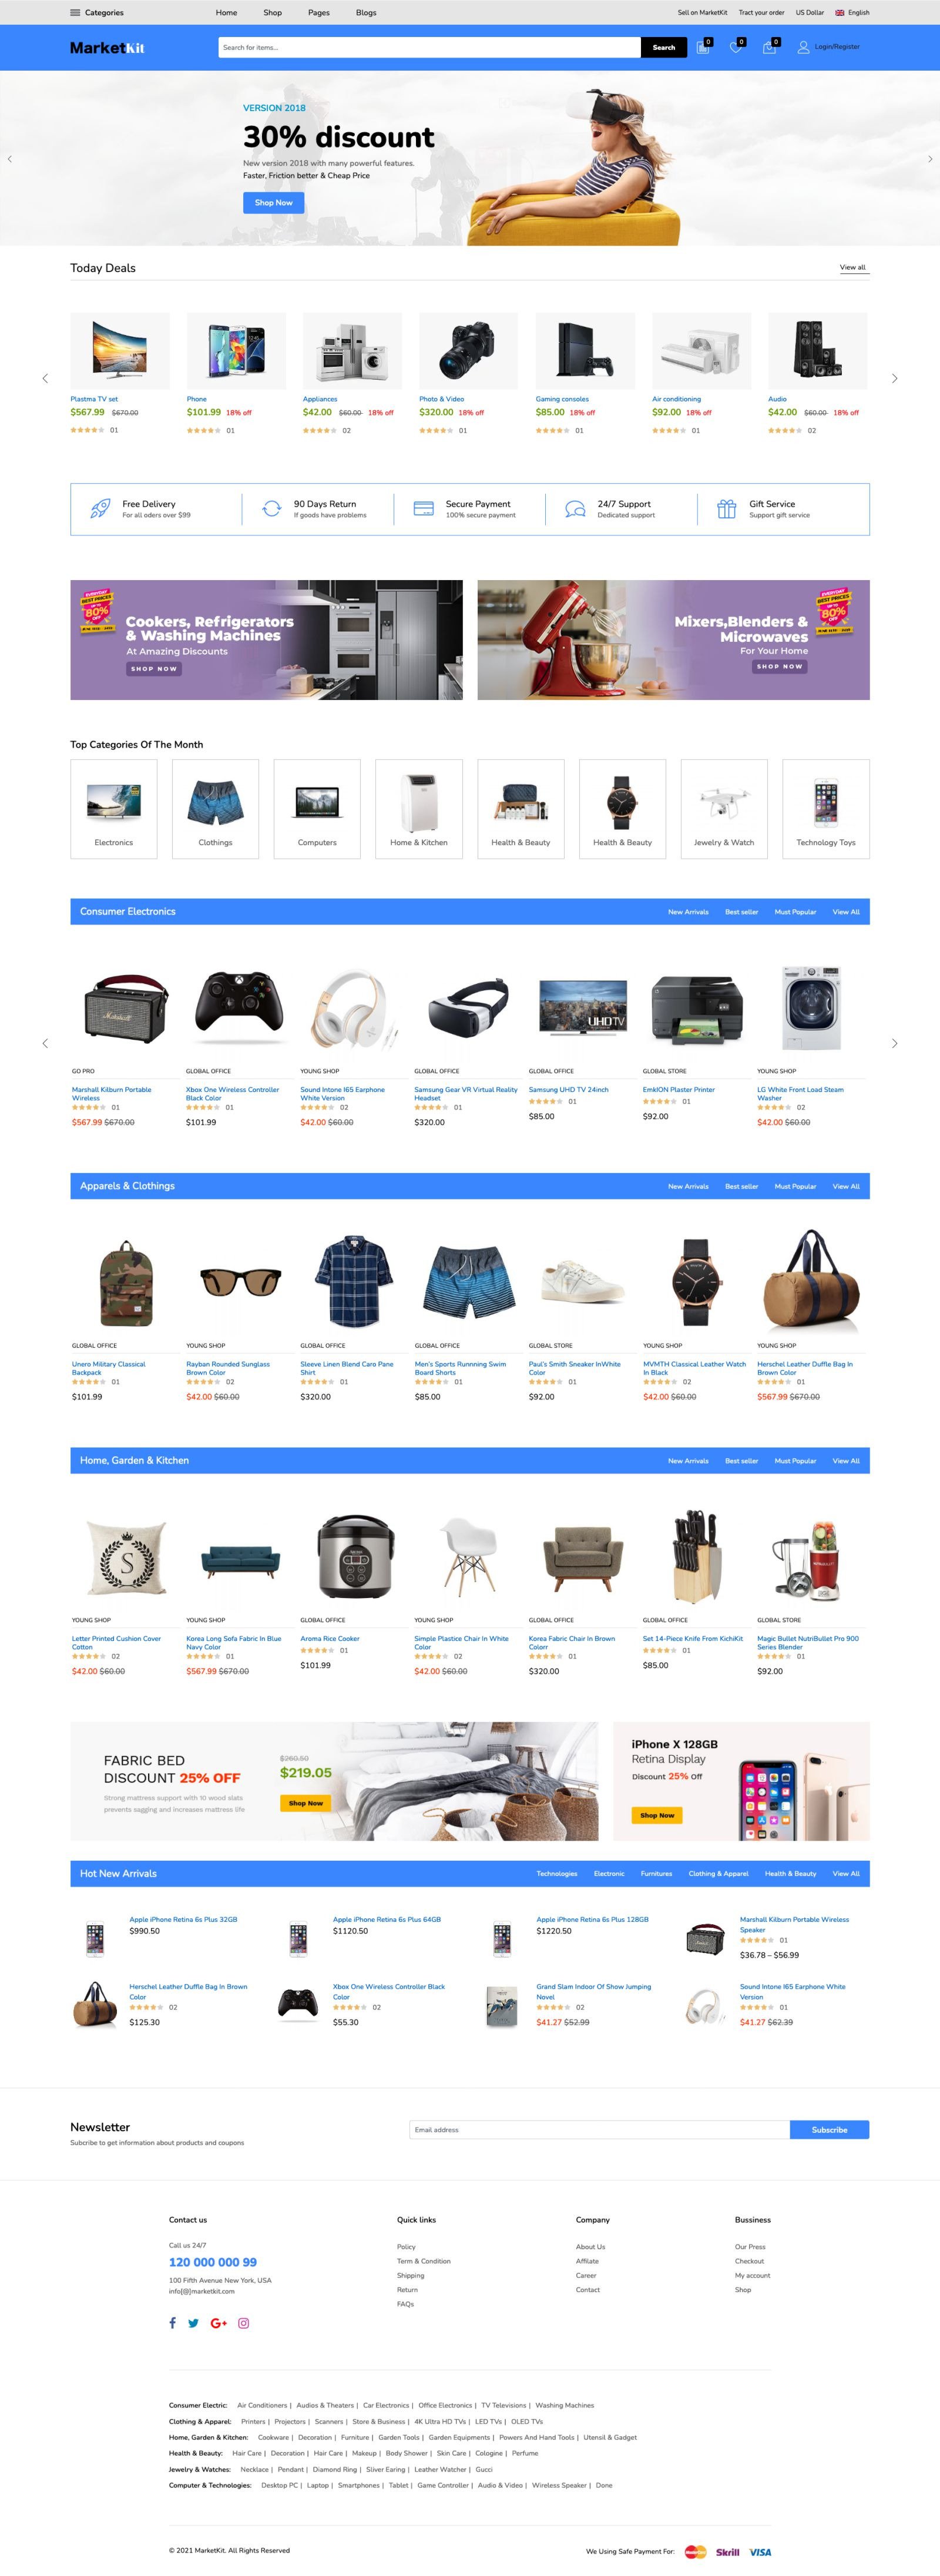 Categories Home Shop Pages Blogs Sell on MarketKit Tract your order US Dollar English
MarketKit Search for items... Search 0 0 0 Login/Register
VERSION 2018
30% discount
New version 2018 with many powerful features.
Faster, Friction better & Cheap Price
Shop Now
Today Deals View all
Plastma TV set Phone Appliances Photo & Video Gaming consoles Air conditioning Audio
$567.99 $670.00 $101.99 18% off $42.00 $60.00 18% off $320.00 18% off $85.00 18% off $92.00 18% off $42.00 $60.00 18% off
01 01 02 01 01 01 02
Free Delivery 90 Days Return Secure Payment 24/7 Support Gift Service
For all oders over $99 If goods have problems 100% secure payment Dedicated support Support gift service
EVERYDAY
BEST PRICES
UP TO
80%
OFF
Cookers, Refrigerators
& Washing Machines
At Amazing Discounts
SHOP NOW
EVERYDAY
BEST PRICES
UP TO
80%
OFF
Mixers,Blenders &
Microwaves
For Your Home
SHOP NOW
Top Categories Of The Month
Electronics Clothings Computers Home & Kitchen Health & Beauty Health & Beauty Jewelry & Watch Technology Toys
Consumer Electronics New Arrivals Best seller Must Popular View All
Marshall
UHDTV
GO PRO GLOBAL OFFICE YOUNG SHOP GLOBAL OFFICE GLOBAL OFFICE GLOBAL STORE YOUNG SHOP
Marshall Kilburn Portable Xbox One Wireless Controller Sound Intone I65 Earphone Samsung Gear VR Virtual Reality Samsung UHD TV 24inch EmkION Plaster Printer LG White Front Load Steam
Wireless Black Color White Version Headset Washer
01 01 02 01 01 01 02
$567.99 $670.00 $101.99 $42.00 $60.00 $320.00 $85.00 $92.00 $42.00 $60.00
Apparels & Clothings New Arrivals Best seller Must Popular View All
GLOBAL OFFICE YOUNG SHOP GLOBAL OFFICE GLOBAL OFFICE GLOBAL STORE YOUNG SHOP YOUNG SHOP
Unero Military Classical Rayban Rounded Sunglass Sleeve Linen Blend Caro Pane Men's Sports Runnning Swim Paul's Smith Sneaker InWhite MVMTH Classical Leather Watch Herschel Leather Duffle Bag In
Backpack Brown Color Shirt Board Shorts Color In Black Brown Color
01 02 01 01 01 02 01
$101.99 $42.00 $60.00 $320.00 $85.00 $92.00 $42.00 $60.00 $567.99 $670.00
Home, Garden & Kitchen New Arrivals Best seller Must Popular View All
S
YOUNG SHOP YOUNG SHOP GLOBAL OFFICE YOUNG SHOP GLOBAL OFFICE GLOBAL OFFICE GLOBAL STORE
Letter Printed Cushion Cover Korea Long Sofa Fabric In Blue Aroma Rice Cooker Simple Plastice Chair In White Korea Fabric Chair In Brown Set 14-Piece Knife From KichiKit Magic Bullet NutriBullet Pro 900
Cotton Navy Color Color Colorr Series Blender
02 01 01 02 01 01 01
$42.00 $60.00 $567.99 $670.00 $101.99 $42.00 $60.00 $320.00 $85.00 $92.00
FABRIC BED
DISCOUNT 25% OFF
Strong mattress support with 10 wood slats
prevents sagging and increases mattress life
$260.50
$219.05
Shop Now
iPhone X 128GB
Retina Display
Discount 25% Off
Shop Now
Hot New Arrivals Technologies Electronic Furnitures Clothing & Apparel Health & Beauty View All
Apple iPhone Retina 6s Plus 32GB
$990.50
Apple iPhone Retina 6s Plus 64GB
$1120.50
Apple iPhone Retina 6s Plus 128GB
$1220.50
Marshall Kilburn Portable Wireless
Speaker
01
$36.78 – $56.99
Herschel Leather Duffle Bag In Brown
Color
02
$125.30
Xbox One Wireless Controller Black
Color
02
$55.30
Grand Slam Indoor Of Show Jumping
Novel
02
$41.27 $52.99
Sound Intone I65 Earphone White
Version
01
$41.27 $62.39
Newsletter
Subcribe to get information about products and coupons
Email address Subscribe
Contact us
Call us 24/7
120 000 000 99
100 Fifth Avenue New York, USA
info[@]marketkit.com
Quick links
Policy
Term & Condition
Shipping
Return
FAQs
Company
About Us
Affilate
Career
Contact
Bussiness
Our Press
Checkout
My account
Shop
Consumer Electric: Air Conditioners | Audios & Theaters | Car Electronics | Office Electronics | TV Televisions | Washing Machines
Clothing & Apparel: Printers | Projectors | Scanners | Store & Business | 4K Ultra HD TVs | LED TVs | OLED TVs
Home, Garden & Kitchen: Cookware | Decoration | Furniture | Garden Tools | Garden Equipments | Powers And Hand Tools | Utensil & Gadget
Health & Beauty: Hair Care | Decoration | Hair Care | Makeup | Body Shower | Skin Care | Cologine | Perfume
Jewelry & Watches: Necklace | Pendant | Diamond Ring | Sliver Earing | Leather Watcher | Gucci
Computer & Technologies: Desktop PC | Laptop | Smartphones | Tablet | Game Controller | Audio & Video | Wireless Speaker | Done
© 2021 MarketKit. All Rights Reserved We Using Safe Payment For: MasterCard Skrill VISA